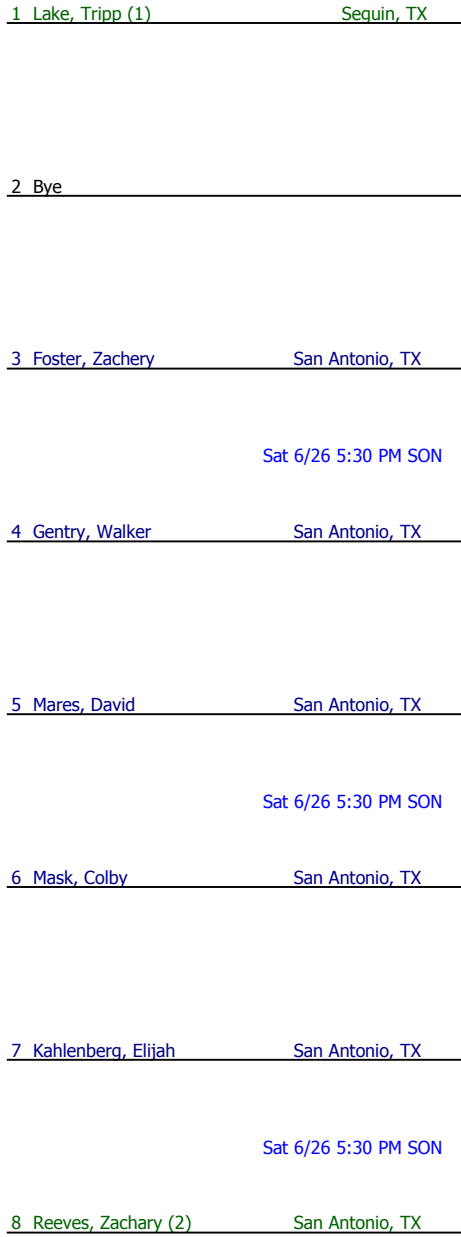 1 Lake, Tripp (1) Seguin, TX
2 Bye
3 Foster, Zachery San Antonio, TX
Sat 6/26 5:30 PM SON
4 Gentry, Walker San Antonio, TX
5 Mares, David San Antonio, TX
Sat 6/26 5:30 PM SON
6 Mask, Colby San Antonio, TX
7 Kahlenberg, Elijah San Antonio, TX
Sat 6/26 5:30 PM SON
8 Reeves, Zachary (2) San Antonio, TX